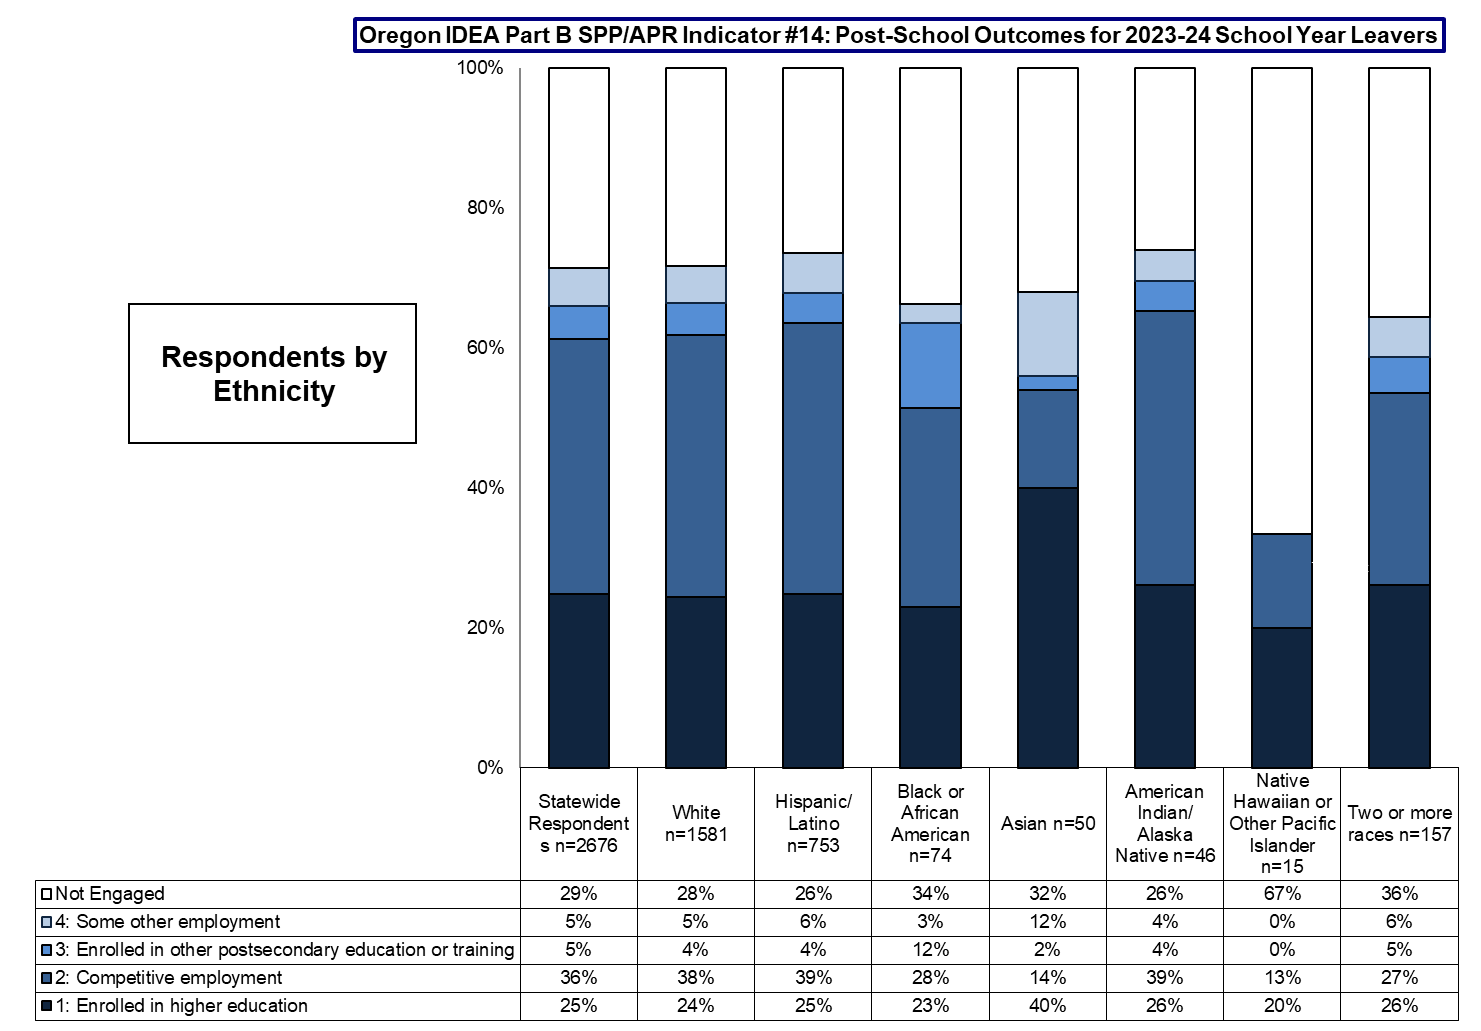 Oregon IDEA Part B SPP/APR Indicator #14: Post-School Outcomes for 2023-24 School Year Leavers
100%
80%
60%
40%
20%
0%
Respondents by
Ethnicity
Statewide
Respondent
s n=2676
White
n=1581
Hispanic/
Latino
n=753
Black or
African
American
n=74
Asian n=50
American
Indian/
Alaska
Native n=46
Native
Hawaiian or
Other Pacific
Islander
n=15
Two or more
races n=157
Not Engaged 29% 28% 26% 34% 32% 26% 67% 36%
4: Some other employment 5% 5% 6% 3% 12% 4% 0% 6%
3: Enrolled in other postsecondary education or training 5% 4% 4% 12% 2% 4% 0% 5%
2: Competitive employment 36% 38% 39% 28% 14% 39% 13% 27%
1: Enrolled in higher education 25% 24% 25% 23% 40% 26% 20% 26%